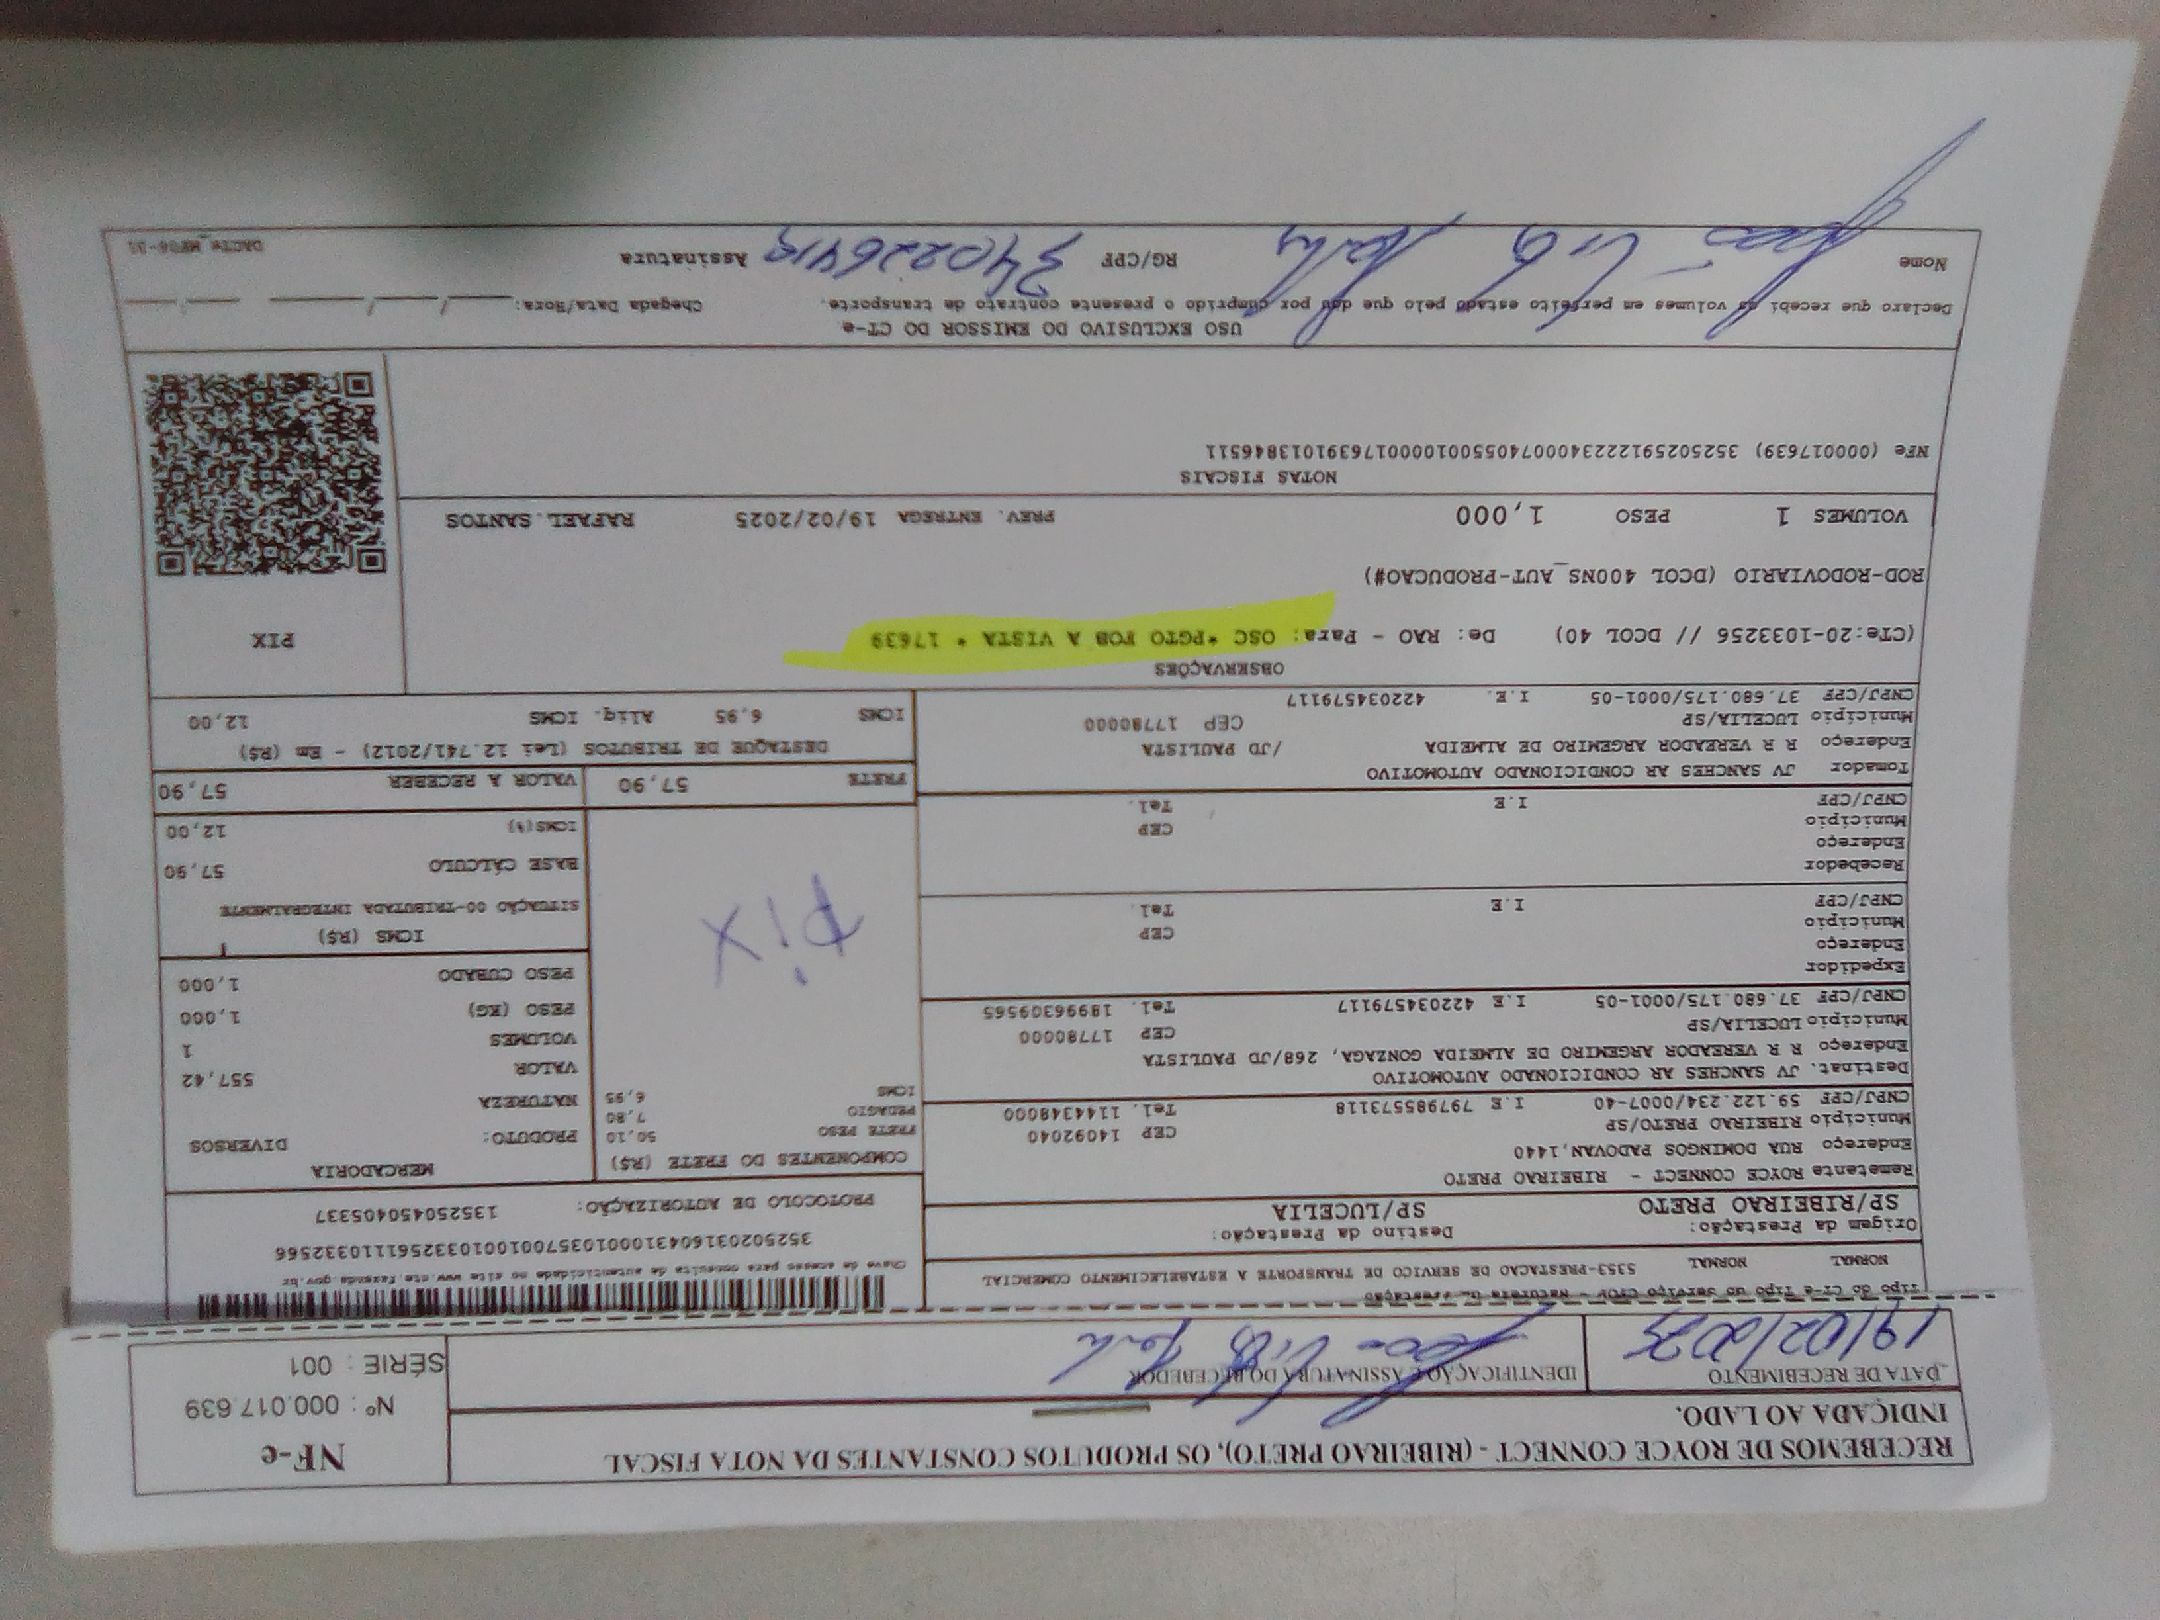 RECEBEMOS DE ROYCE CONNECT - (RIBEIRAO PRETO), OS PRODUTOS CONSTANTES DA NOTA FISCAL
INDICADA AO LADO.
NF-e
Nº : 000.017.639
SÉRIE : 001
DATA DE RECEBIMENTO
19/02/2025
IDENTIFICAÇÃO E ASSINATURA DO RECEBEDOR
Tipo do CT-e Tipo do Serviço CFOP - Natureza da Prestação
NORMAL NORMAL 5353-PRESTACAO DE SERVICO DE TRANSPORTE A ESTABELECIMENTO COMERCIAL
Chave de acesso para consulta de autenticidade no site www.cte.fazenda.gov.br
Origem da Prestação: Destino da Prestação:
SP/RIBEIRAO PRETO SP/LUCELIA
PROTOCOLO DE AUTORIZAÇÃO: 135250450405337
Remetente ROYCE CONNECT - RIBEIRAO PRETO
Endereço RUA DOMINGOS PADOVAN,1440
Município RIBEIRAO PRETO/SP CEP 14092040
CNPJ/CPF 59.122.234/0007-40 I.E 797985573118 Tel. 1144348000
Destinat. JV SANCHES AR CONDICIONADO AUTOMOTIVO
Endereço R R VEREADOR ARGEMIRO DE ALMEIDA GONZAGA, 268/JD PAULISTA
Município LUCELIA/SP CEP 17780000
CNPJ/CPF 37.680.175/0001-05 I.E 422034579117 Tel. 18996309565
Expedidor
Endereço
Município CEP
CNPJ/CPF I.E Tel.
Recebedor
Endereço
Município CEP
CNPJ/CPF I.E Tel.
Tomador JV SANCHES AR CONDICIONADO AUTOMOTIVO
Endereço R R VEREADOR ARGEMIRO DE ALMEIDA /JD PAULISTA
Município LUCELIA/SP CEP 17780000
CNPJ/CPF 37.680.175/0001-05 I.E. 422034579117
COMPONENTES DO FRETE (R$)
FRETE PESO 50,10
PEDAGIO 7,80
ICMS 6,95
Pix
FRETE 57,90
MERCADORIA
PRODUTO: DIVERSOS
NATUREZA
VALOR 557,42
VOLUMES 1
PESO (KG) 1,000
PESO CUBADO 1,000
ICMS (R$)
SITUAÇÃO 00-TRIBUTADA INTEGRALMENTE
BASE CÁLCULO 57,90
ICMS(%) 12,00
VALOR A RECEBER 57,90
DESTAQUE DE TRIBUTOS (Lei 12.741/2012) - Em (R$)
ICMS 6,95 Aliq. ICMS 12,00
OBSERVAÇÕES
(CTe:20-1033256 // DCOL 40) De: RAO - Para: OSC *PGTO FOB A VISTA * 17639
ROD-RODOVIARIO (DCOL 400NS_AUT-PRODUCAO#)
PIX
VOLUMES 1 PESO 1,000 PREV. ENTREGA 19/02/2025 RAFAEL.SANTOS
NOTAS FISCAIS
NFe (000017639) 35250259122234000740550010000176391013846511
USO EXCLUSIVO DO EMISSOR DO CT-e
Declaro que recebi os volumes em perfeito estado pelo que dou por cumprido o presente contrato de transporte. Chegada Data/Hora:
Nome RG/CPF Assinatura